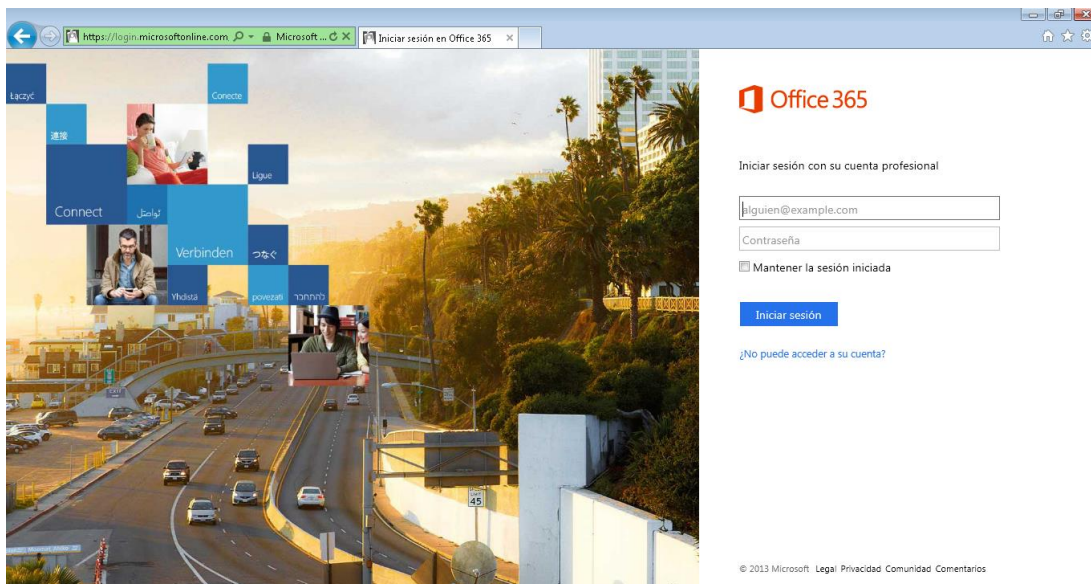 https://login.microsoftonline.com
Microsoft ...
Iniciar sesión en Office 365
Łączyć
Conecte
連接
Ligue
Connect
تواصل
Verbinden
つなぐ
Yhdistä
povezati
להתחבר
Office 365
Iniciar sesión con su cuenta profesional
alguien@example.com
Contraseña
Mantener la sesión iniciada
Iniciar sesión
¿No puede acceder a su cuenta?
EXIT
LIMIT
45
© 2013 Microsoft Legal Privacidad Comunidad Comentarios